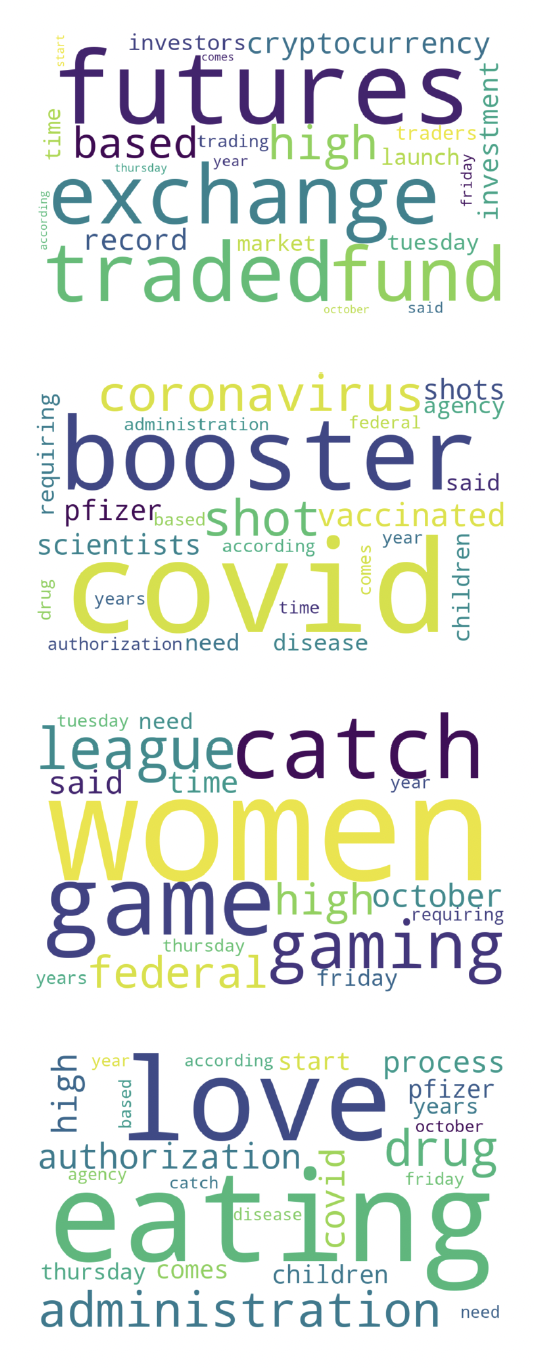 start
investors
cryptocurrency
comes
futures
time
based
trading
high
traders
year
launch
investment
thursday
friday
according
exchange
record
market
tuesday
traded
fund
october
said
coronavirus
shots
agency
requiring
administration
federal
booster
said
pfizer
based
shot
vaccinated
scientists
according
year
comes
children
covid
drug
years
time
authorization
need
disease
tuesday
need
league
catch
said
time
year
women
game
high
october
requiring
thursday
gaming
years
federal
friday
high
year
according
start
process
love
based
pfizer
years
october
authorization
drug
agency
catch
covid
friday
eating
disease
thursday
comes
children
administration
need